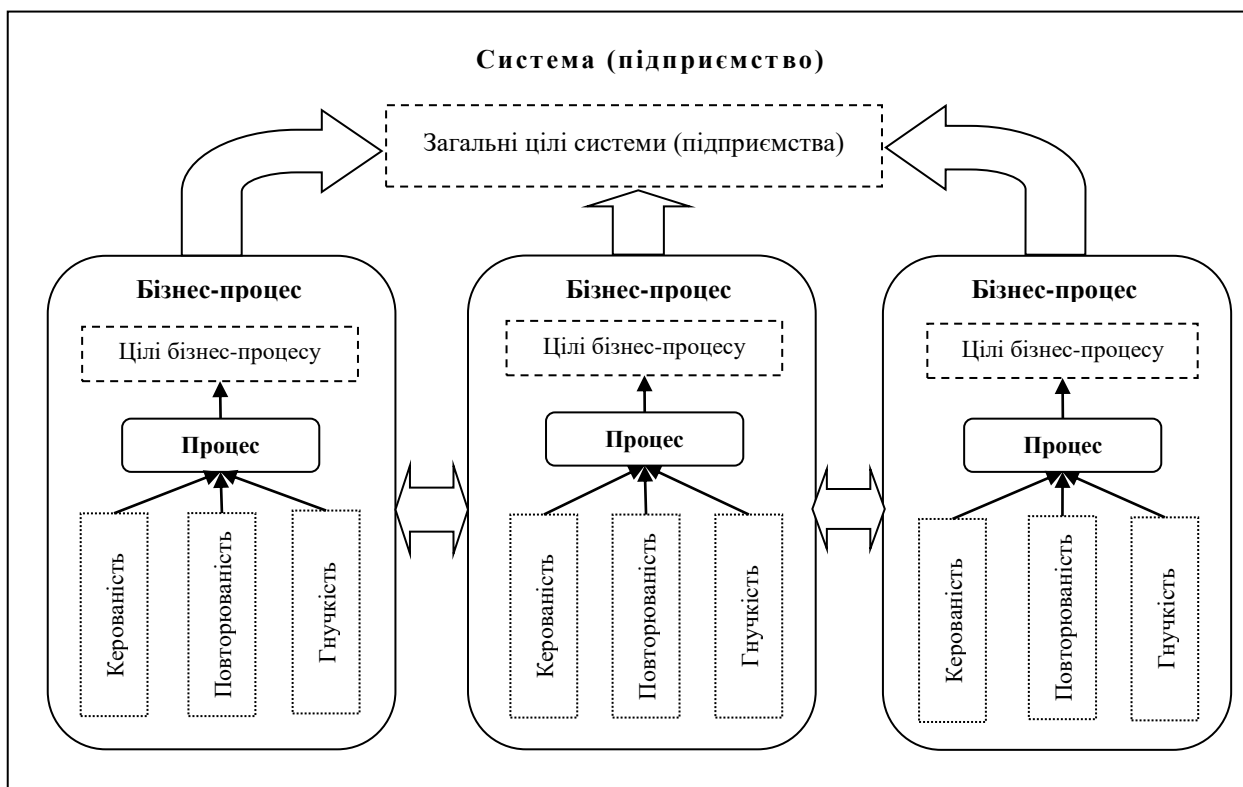 Система (підприємство)
Загальні цілі системи (підприємства)
Бізнес-процес
Цілі бізнес-процесу
Процес
Керованість
Повторюваність
Гнучкість
Бізнес-процес
Цілі бізнес-процесу
Процес
Керованість
Повторюваність
Гнучкість
Бізнес-процес
Цілі бізнес-процесу
Процес
Керованість
Повторюваність
Гнучкість